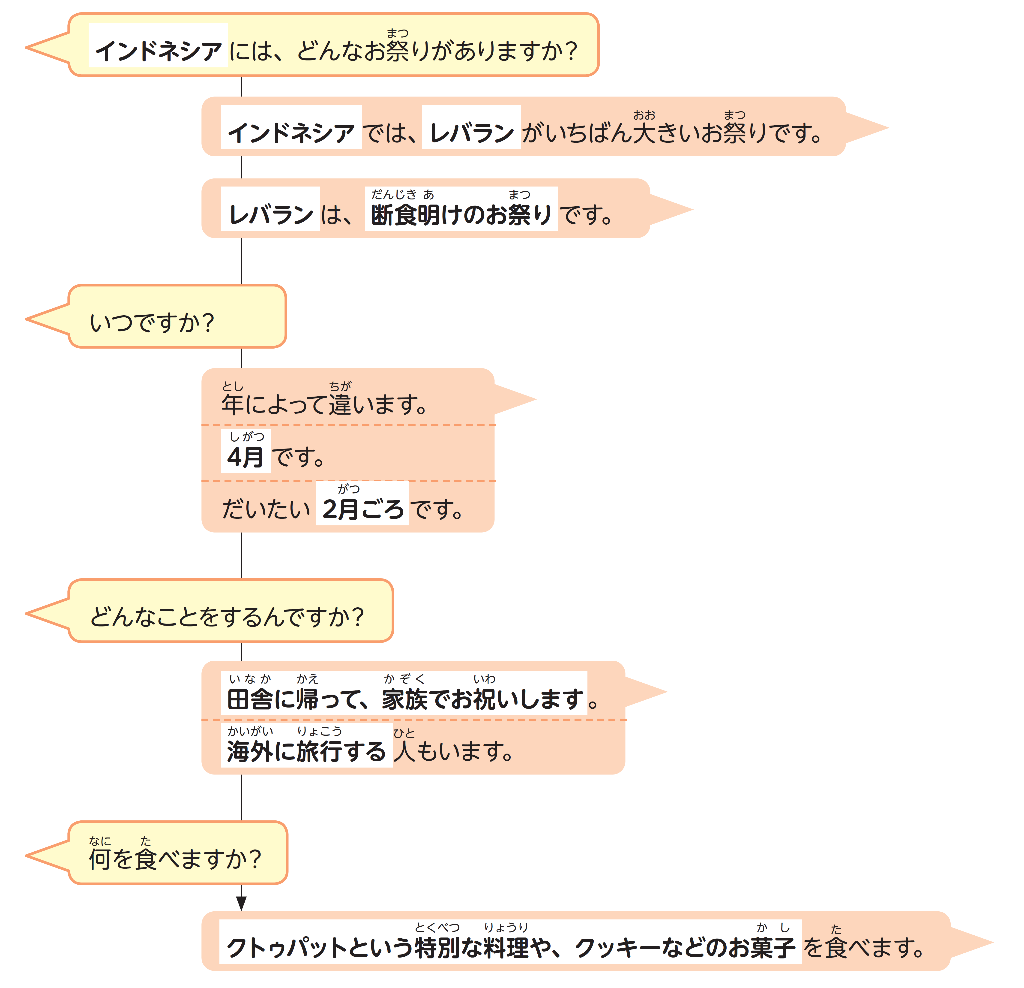 インドネシアには、どんなお祭りがありますか?
インドネシアでは、レバランがいちばん大きいお祭りです。
レバランは、断食明けのお祭りです。
いつですか?
年によって違います。
4月です。
だいたい2月ごろです。
どんなことをするんですか?
田舎に帰って、家族でお祝いします。
海外に旅行する人もいます。
何を食べますか?
クトゥパットという特別な料理や、クッキーなどのお菓子を食べます。